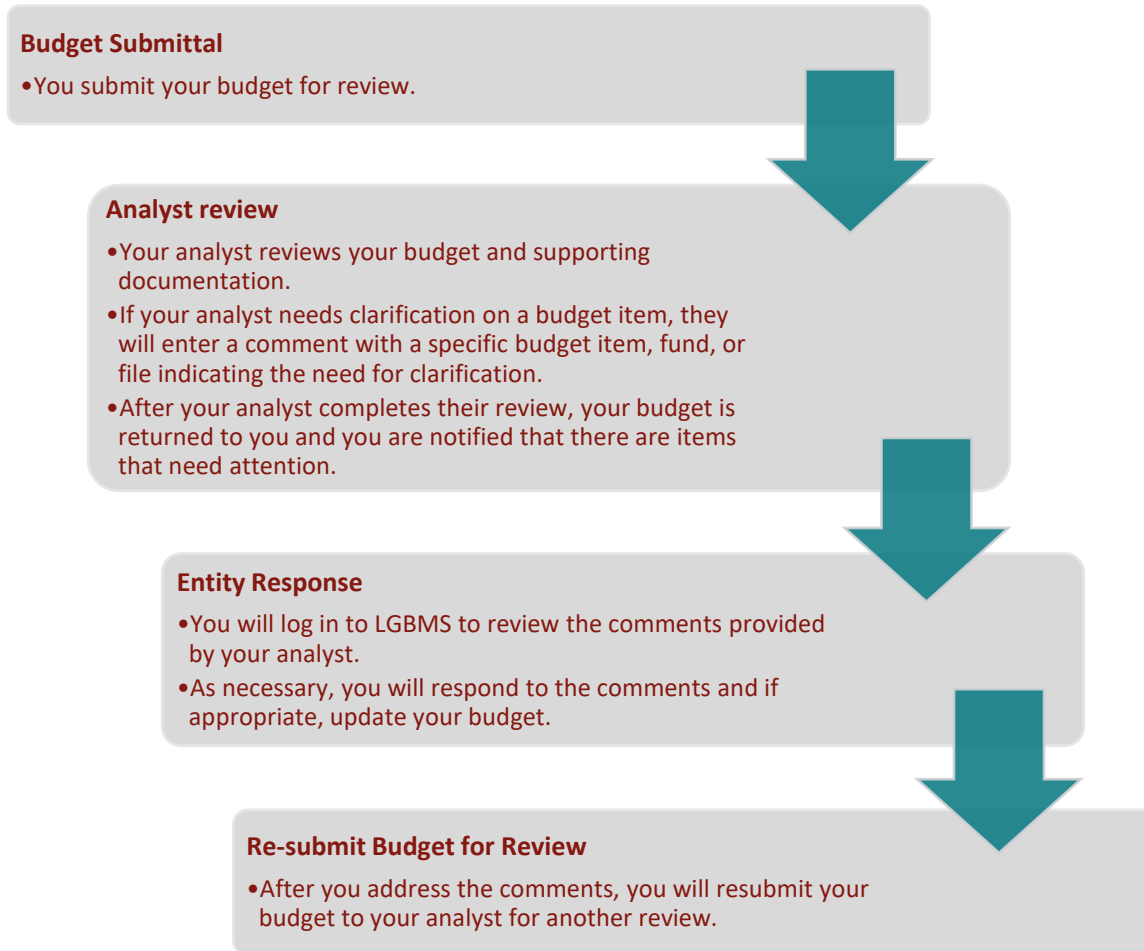 Budget Submittal
•You submit your budget for review.
Analyst review
•Your analyst reviews your budget and supporting
documentation.
•If your analyst needs clarification on a budget item, they
will enter a comment with a specific budget item, fund, or
file indicating the need for clarification.
•After your analyst completes their review, your budget is
returned to you and you are notified that there are items
that need attention.
Entity Response
•You will log in to LGBMS to review the comments provided
by your analyst.
•As necessary, you will respond to the comments and if
appropriate, update your budget.
Re-submit Budget for Review
•After you address the comments, you will resubmit your
budget to your analyst for another review.